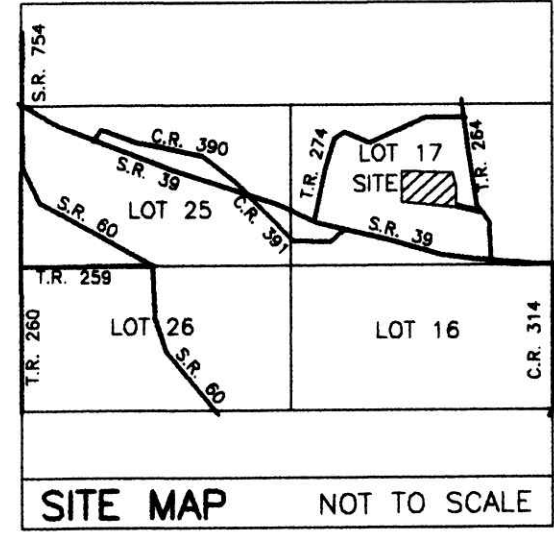 S.R. 754
C.R. 390
S.R. 39
T.R. 274
LOT 17
T.R. 264
SITE
S.R. 60
LOT 25
C.R. 391
S.R. 39
T.R. 259
T.R. 260
LOT 26
S.R. 60
LOT 16
C.R. 314
SITE MAP NOT TO SCALE